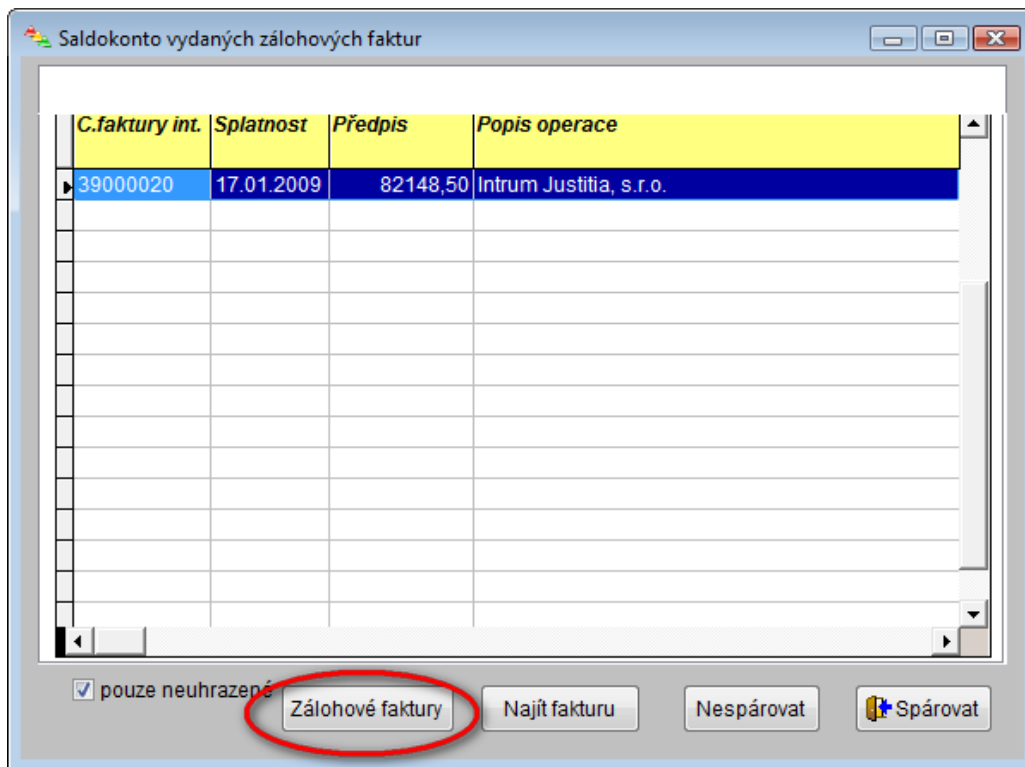 Saldokonto vydaných zálohových faktur
C.faktury int. Splatnost Předpis Popis operace
39000020 17.01.2009 82148,50 Intrum Justitia, s.r.o.
pouze neuhrazené Zálohové faktury Najít fakturu Nespárovat Spárovat